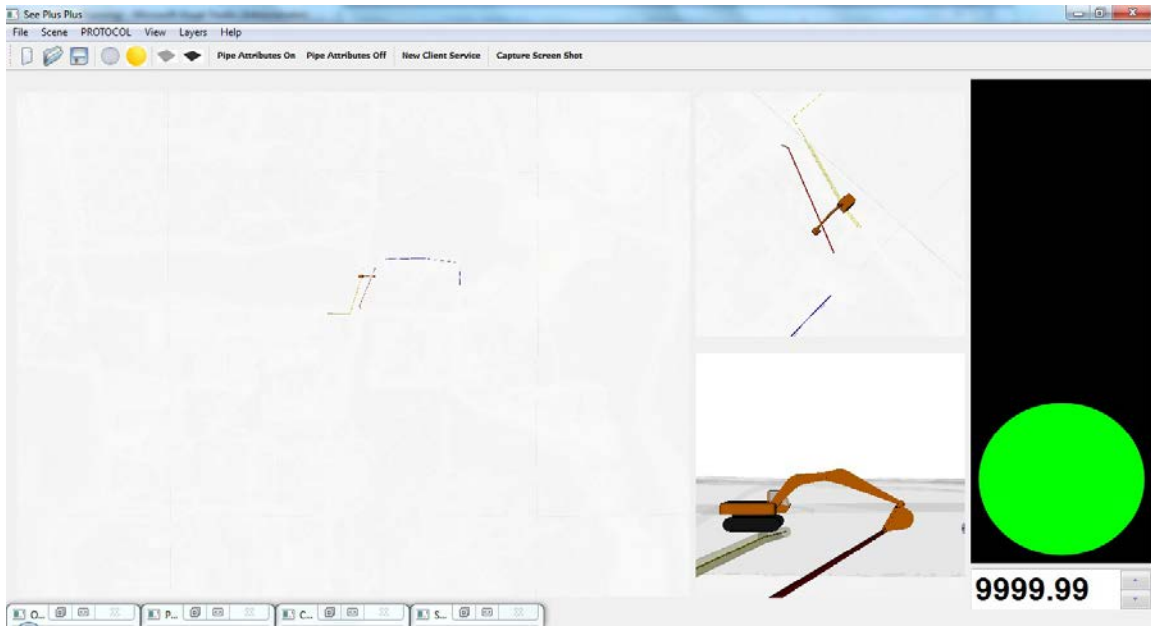 See Plus Plus
File Scene PROTOCOL View Layers Help
Pipe Attributes On Pipe Attributes Off New Client Service Capture Screen Shot
9999.99
O... P... C... S...